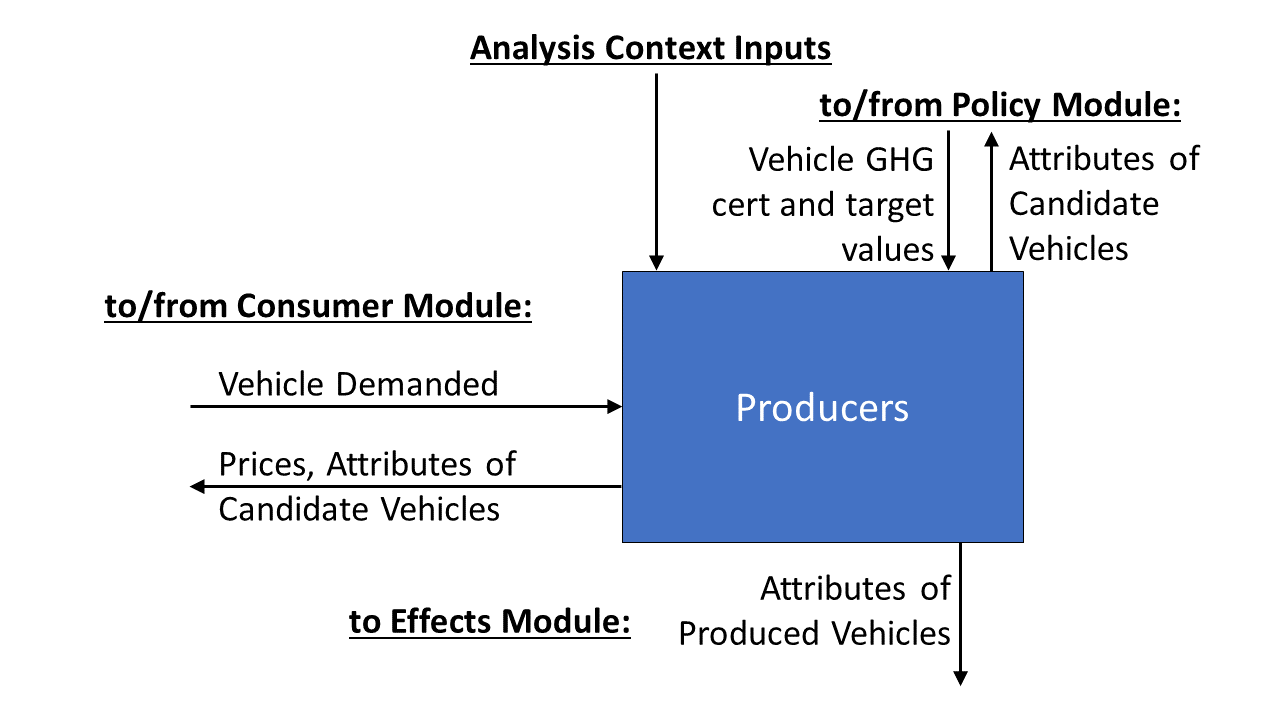 Analysis Context Inputs
to/from Policy Module:
Vehicle GHG
cert and target
values
Attributes of
Candidate
Vehicles
to/from Consumer Module:
Vehicle Demanded
Prices, Attributes of
Candidate Vehicles
Producers
to Effects Module:
Attributes of
Produced Vehicles